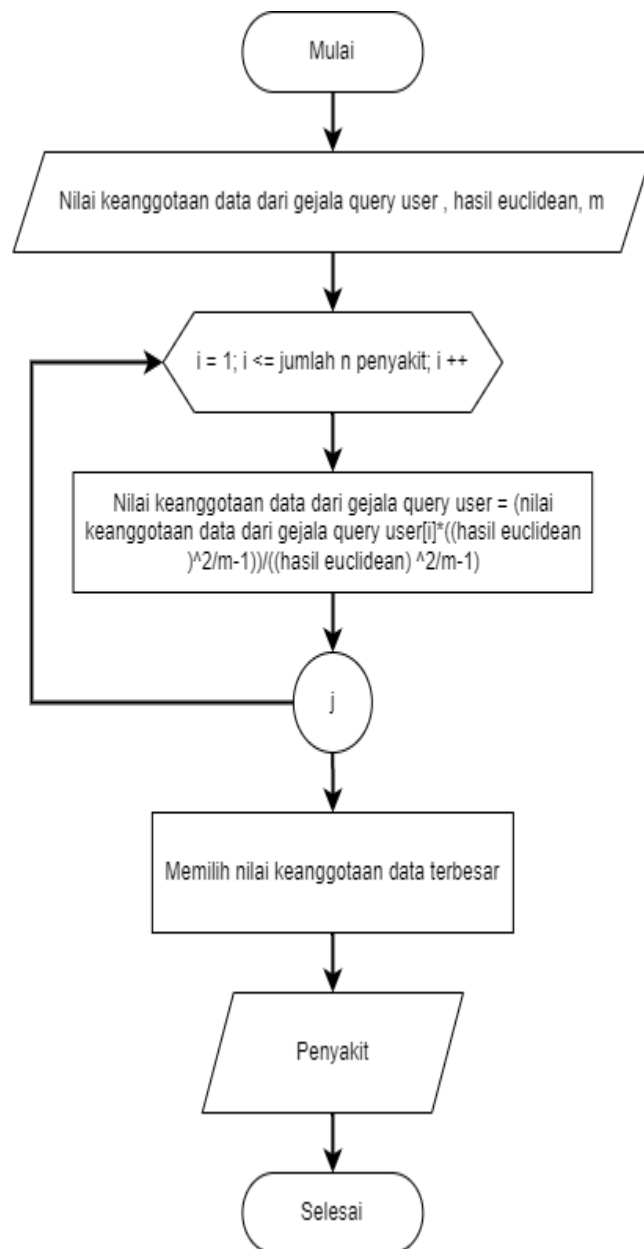 Mulai
Nilai keanggotaan data dari gejala query user , hasil euclidean, m
i = 1; i <= jumlah n penyakit; i ++
Nilai keanggotaan data dari gejala query user = (nilai
keanggotaan data dari gejala query user[i]*((hasil euclidean
)^2/m-1))/((hasil euclidean) ^2/m-1)
j
Memilih nilai keanggotaan data terbesar
Penyakit
Selesai